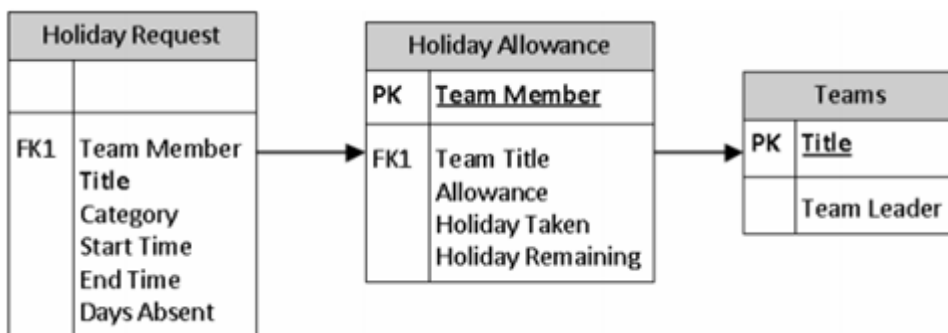 Holiday Request
FK1 Team Member
Title
Category
Start Time
End Time
Days Absent
Holiday Allowance
PK Team Member
FK1 Team Title
Allowance
Holiday Taken
Holiday Remaining
Teams
PK Title
Team Leader